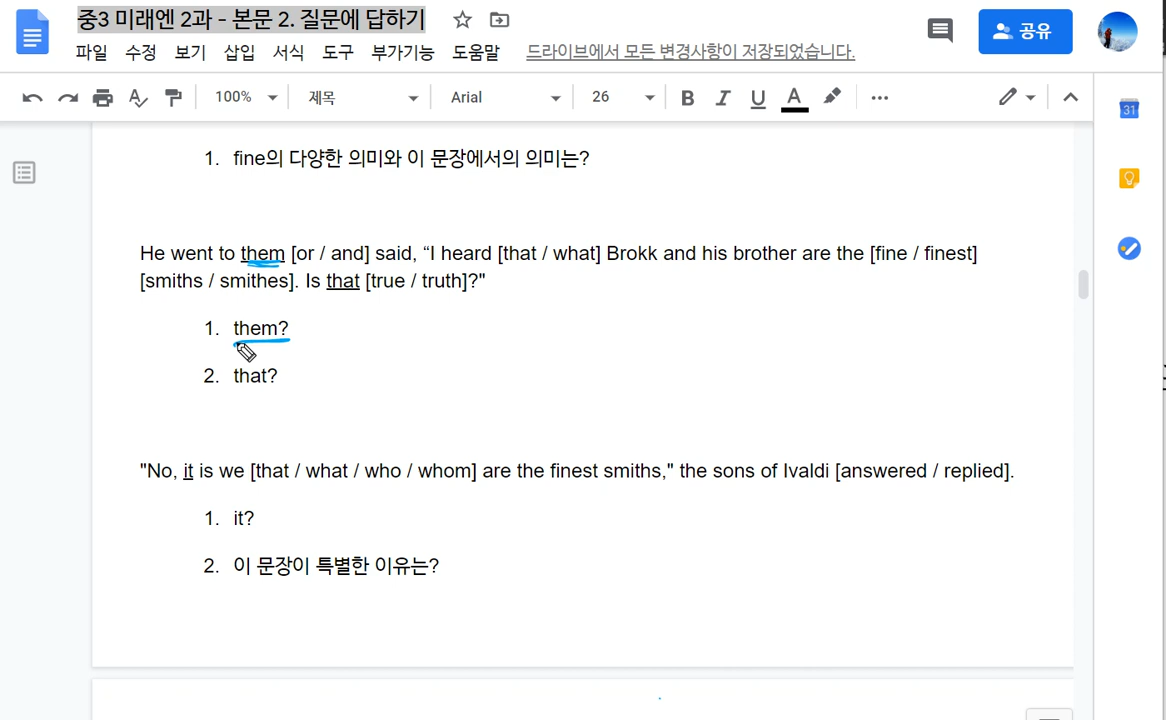 중3 미래엔 2과 - 본문 2. 질문에 답하기
파일 수정 보기 삽입 서식 도구 부가기능 도움말 드라이브에서 모든 변경사항이 저장되었습니다.
공유
100% 제목 Arial 26 B I U A
31
1. fine의 다양한 의미와 이 문장에서의 의미는?
He went to them [or / and] said, “I heard [that / what] Brokk and his brother are the [fine / finest]
[smiths / smithes]. Is that [true / truth]?"
1. them?
2. that?
"No, it is we [that / what / who / whom] are the finest smiths," the sons of Ivaldi [answered / replied].
1. it?
2. 이 문장이 특별한 이유는?